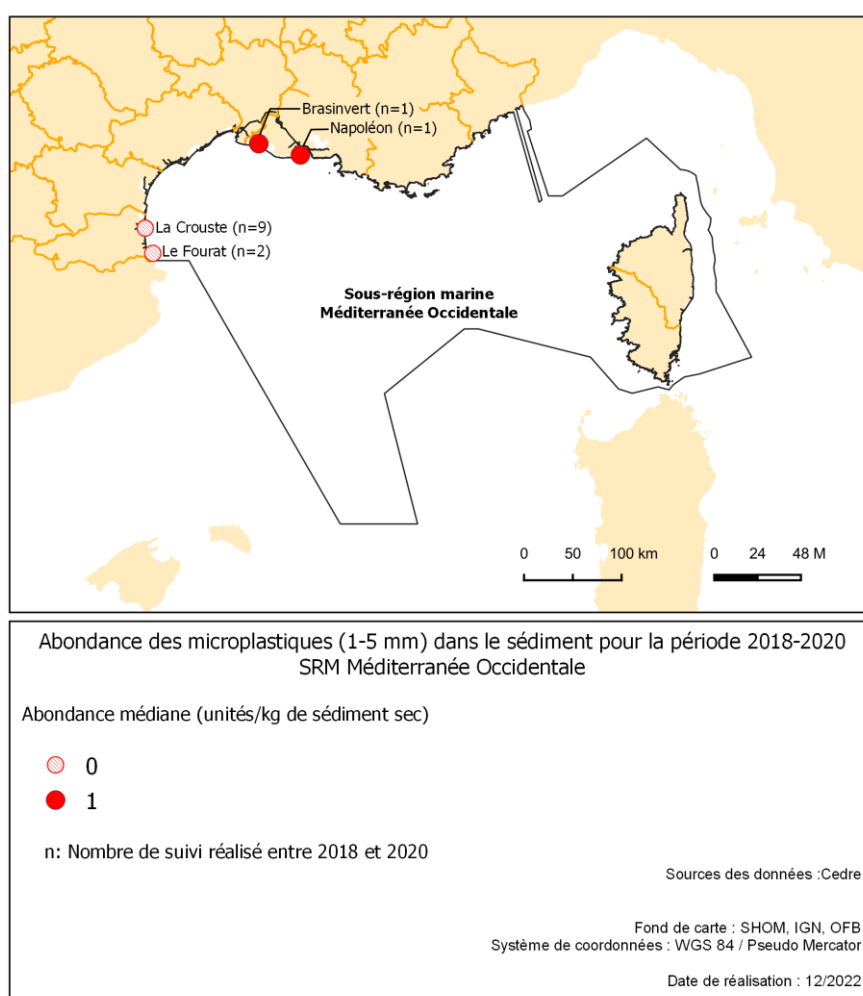 Brasinvert (n=1)
Napoléon (n=1)
La Crouste (n=9)
Le Fourat (n=2)
Sous-région marine
Méditerranée Occidentale
0 50 100 km
0 24 48 M
Abondance des microplastiques (1-5 mm) dans le sédiment pour la période 2018-2020
SRM Méditerranée Occidentale
Abondance médiane (unités/kg de sédiment sec)
0
1
n: Nombre de suivi réalisé entre 2018 et 2020
Sources des données :Cedre
Fond de carte : SHOM, IGN, OFB
Système de coordonnées : WGS 84 / Pseudo Mercator
Date de réalisation : 12/2022